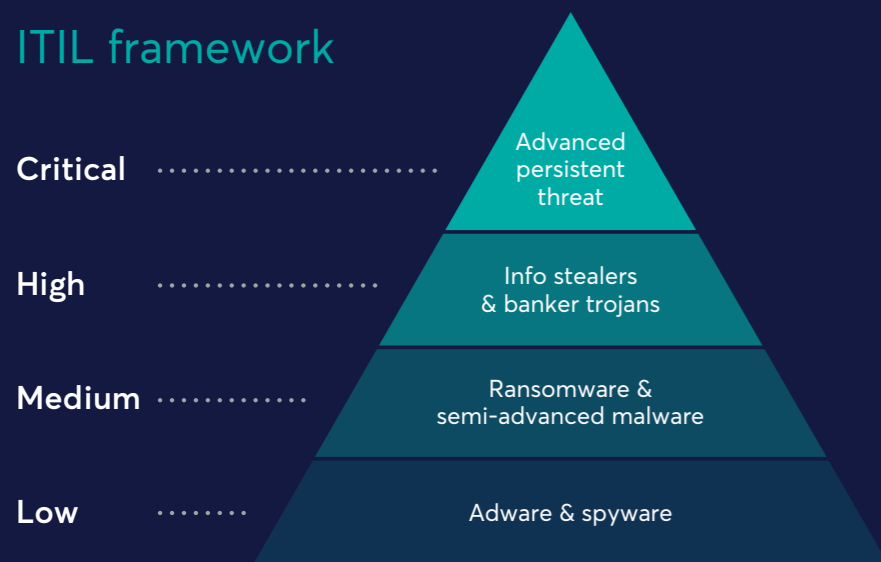 ITIL framework
Critical
Advanced
persistent
threat
High
Info stealers
& banker trojans
Medium
Ransomware &
semi-advanced malware
Low
Adware & spyware